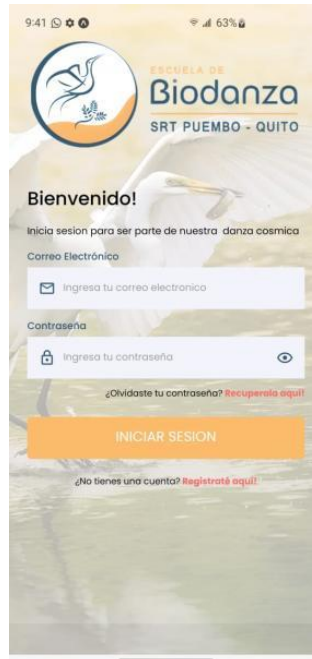 9:41 63%
ESCUELA DE
Biodanza
SRT PUEMBO - QUITO
Bienvenido!
Inicia sesion para ser parte de nuestra danza cosmica
Correo Electrónico
Ingresa tu correo electronico
Contraseña
Ingresa tu contraseña
¿Olvidaste tu contraseña? Recuperala aquí!
INICIAR SESION
¿No tienes una cuenta? Registraté aquí!